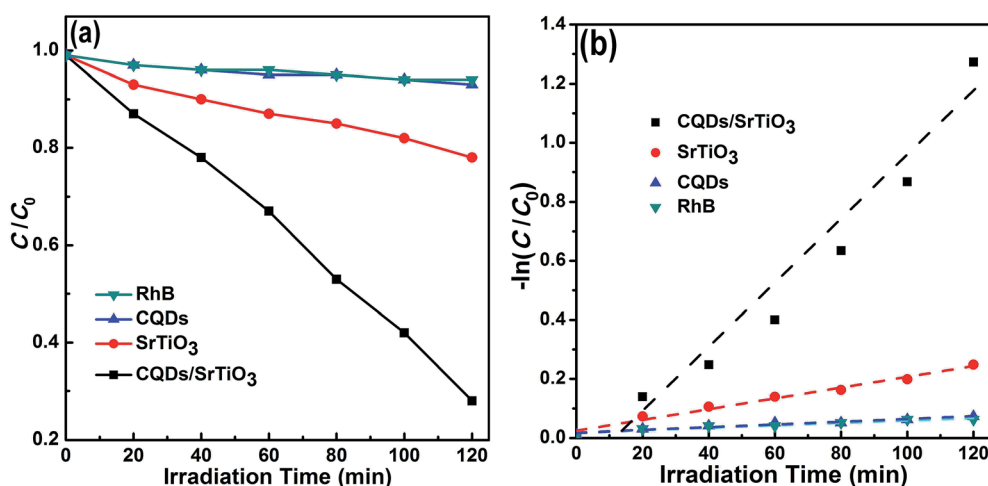 (a)
1.0
0.8
0.6
0.4
0.2
C/C0
RhB
CQDs
SrTiO3
CQDs/SrTiO3
0 20 40 60 80 100 120
Irradiation Time (min)
(b)
1.4
1.2
1.0
0.8
0.6
0.4
0.2
0.0
-ln(C/C0)
CQDs/SrTiO3
SrTiO3
CQDs
RhB
0 20 40 60 80 100 120
Irradiation Time (min)